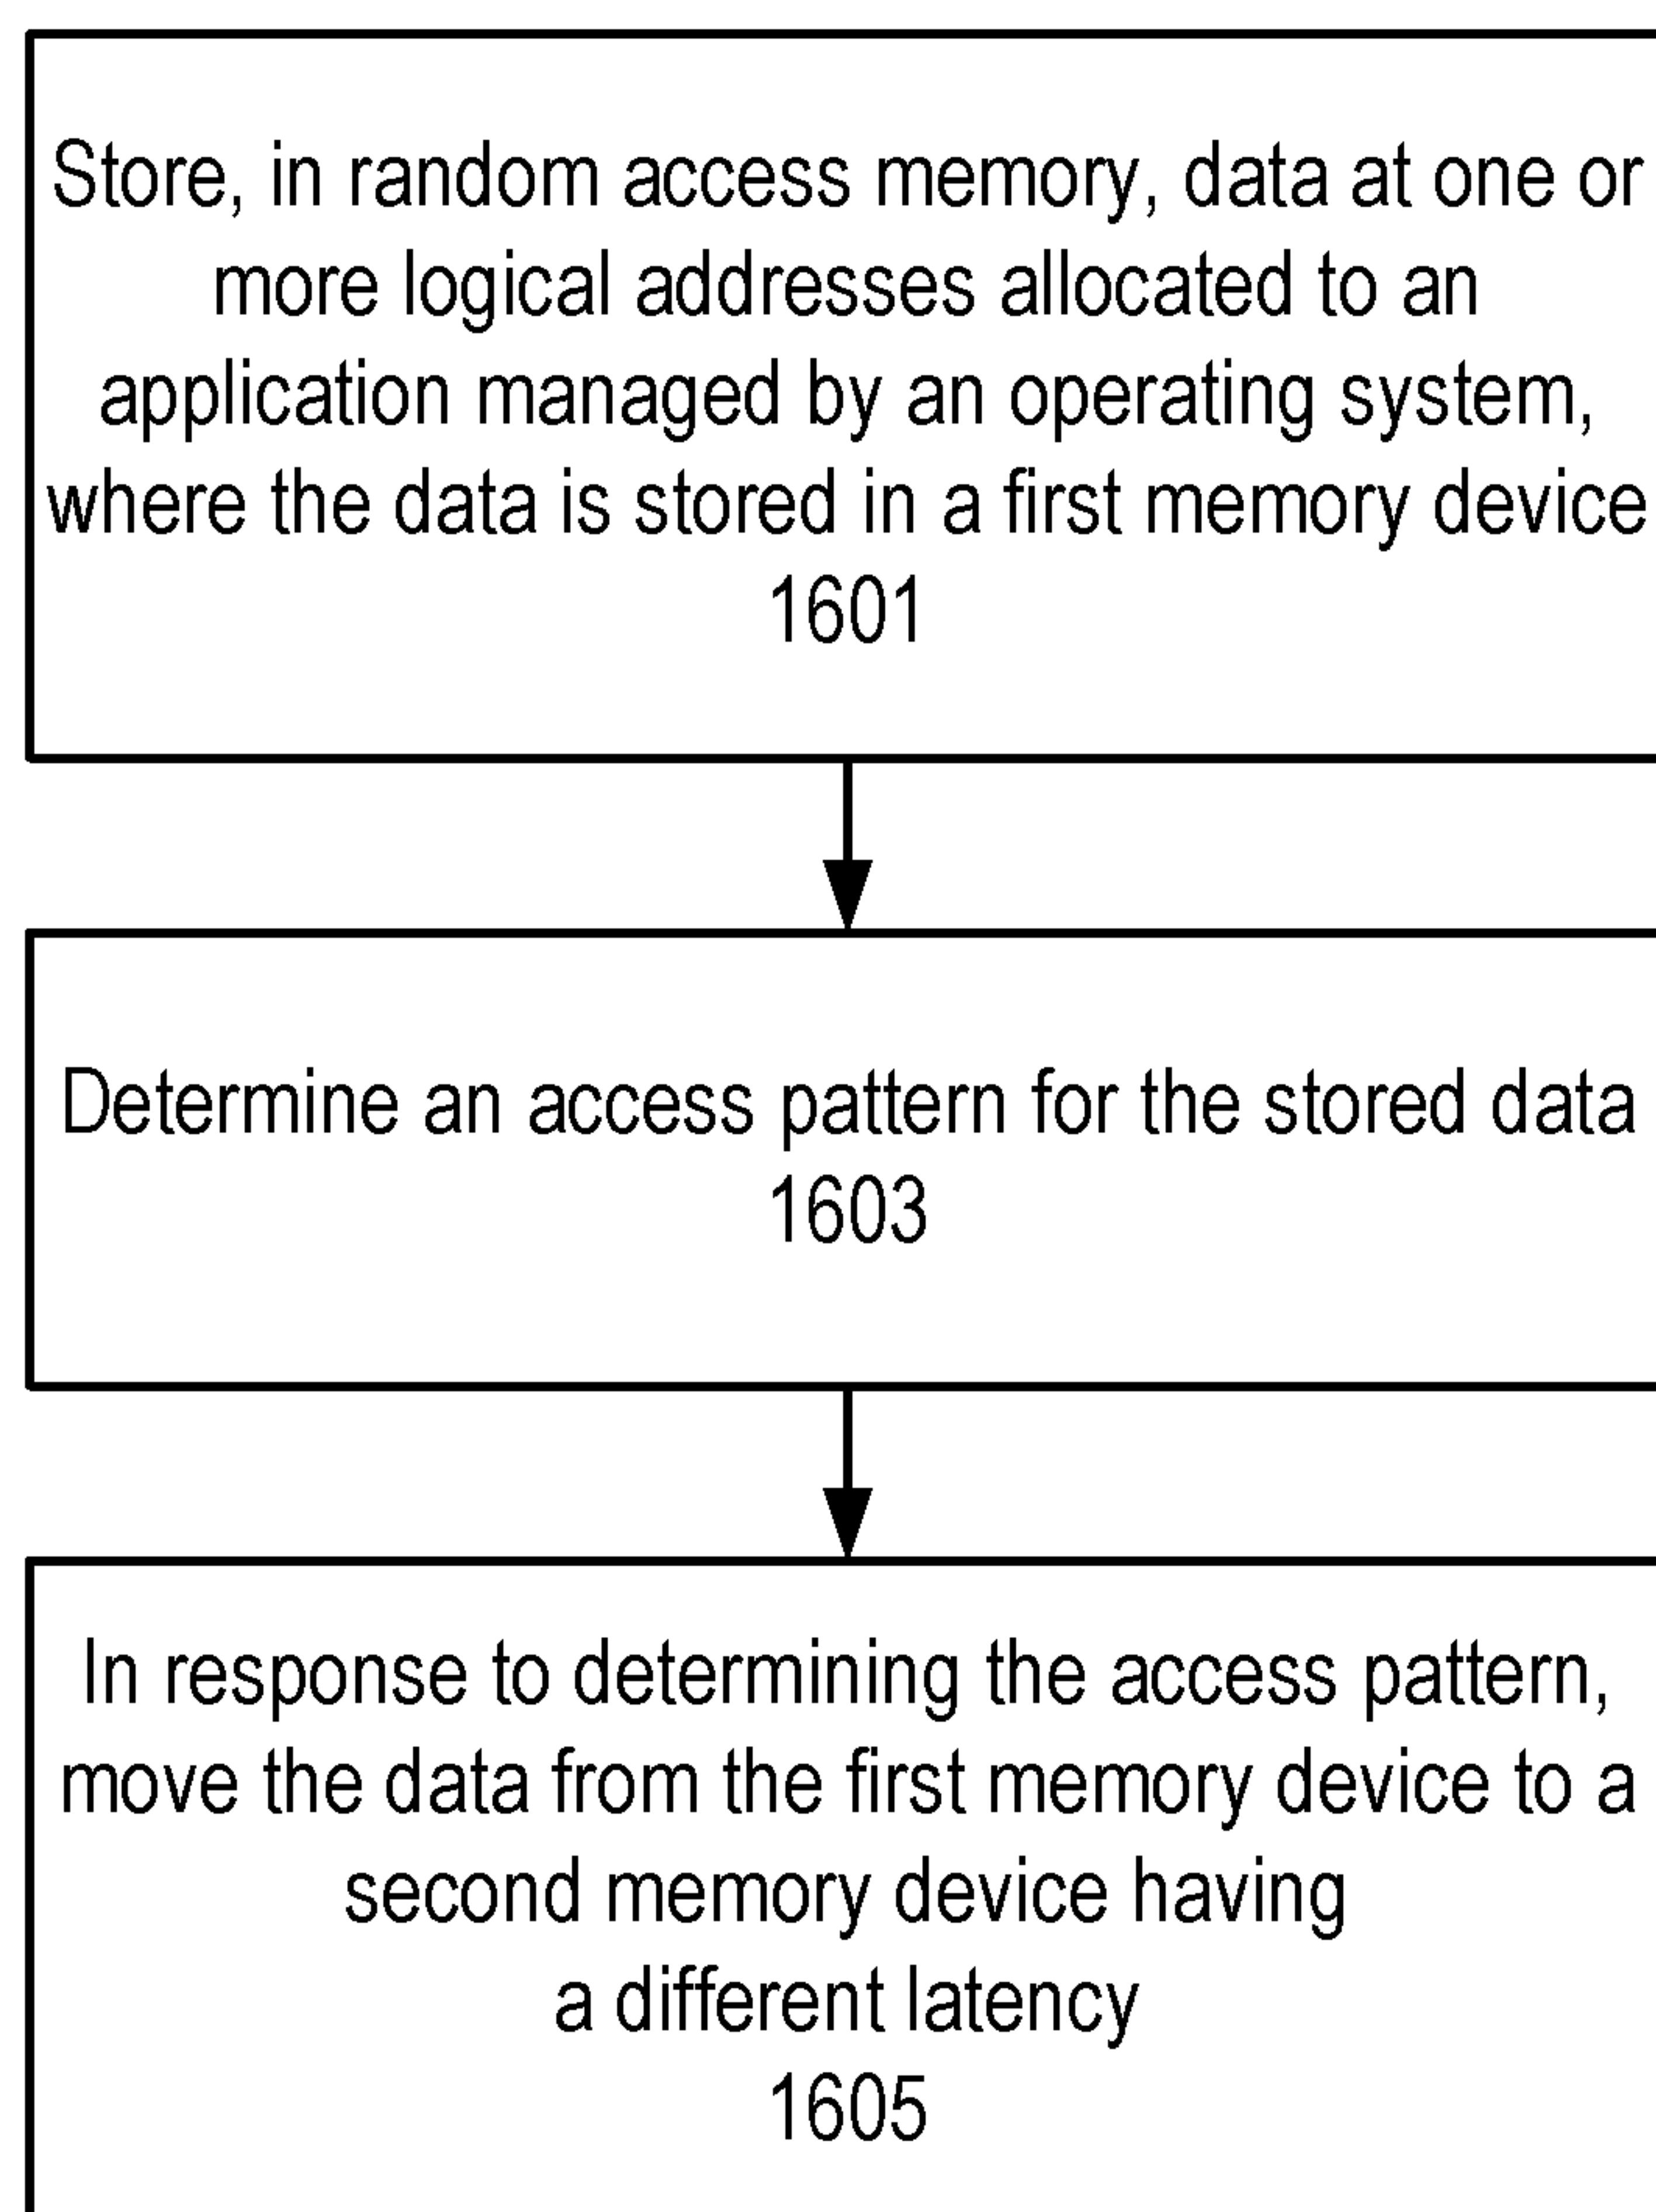 Store, in random access memory, data at one or
more logical addresses allocated to an
application managed by an operating system,
where the data is stored in a first memory device
1601
Determine an access pattern for the stored data
1603
In response to determining the access pattern,
move the data from the first memory device to a
second memory device having
a different latency
1605